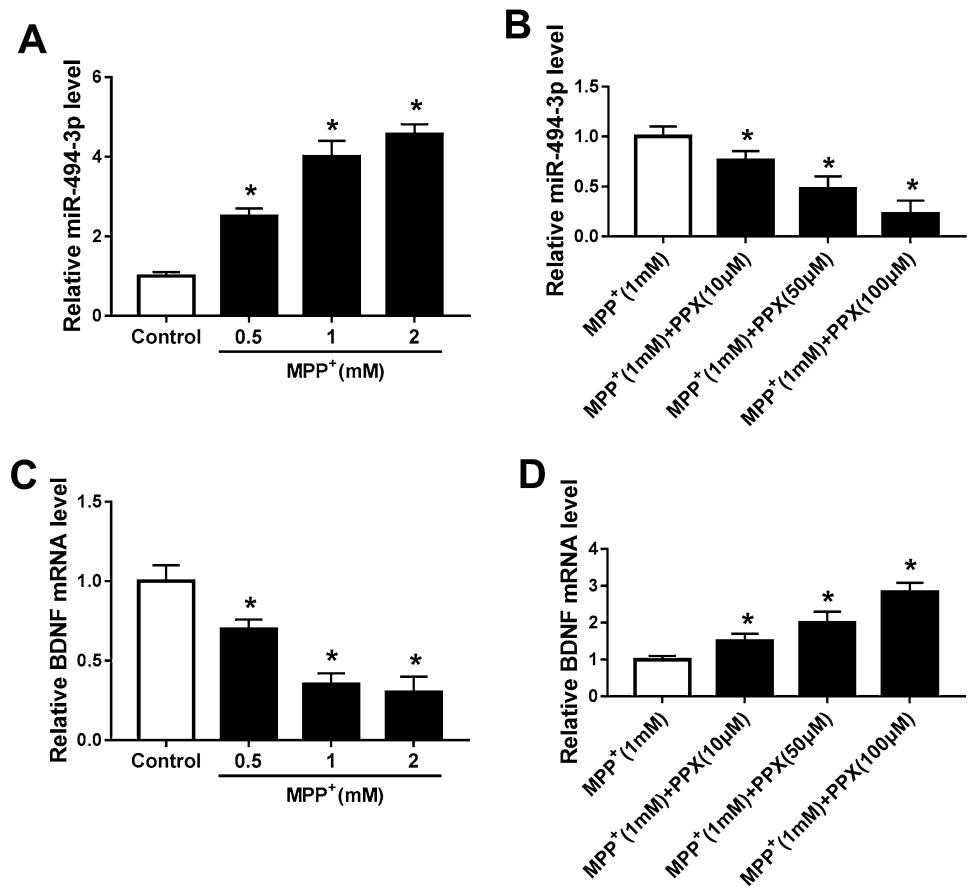 A
Relative miR-494-3p level
6
4
2
0
*
*
*
Control
0.5
1
2
MPP+(mM)
B
Relative miR-494-3p level
1.5
1.0
0.5
0.0
*
*
*
MPP+(1mM)
MPP+(1mM)+PPX(10μM)
MPP+(1mM)+PPX(50μM)
MPP+(1mM)+PPX(100μM)
C
Relative BDNF mRNA level
1.5
1.0
0.5
0.0
*
*
*
Control
0.5
1
2
MPP+(mM)
D
Relative BDNF mRNA level
4
3
2
1
0
*
*
*
MPP+(1mM)
MPP+(1mM)+PPX(10μM)
MPP+(1mM)+PPX(50μM)
MPP+(1mM)+PPX(100μM)